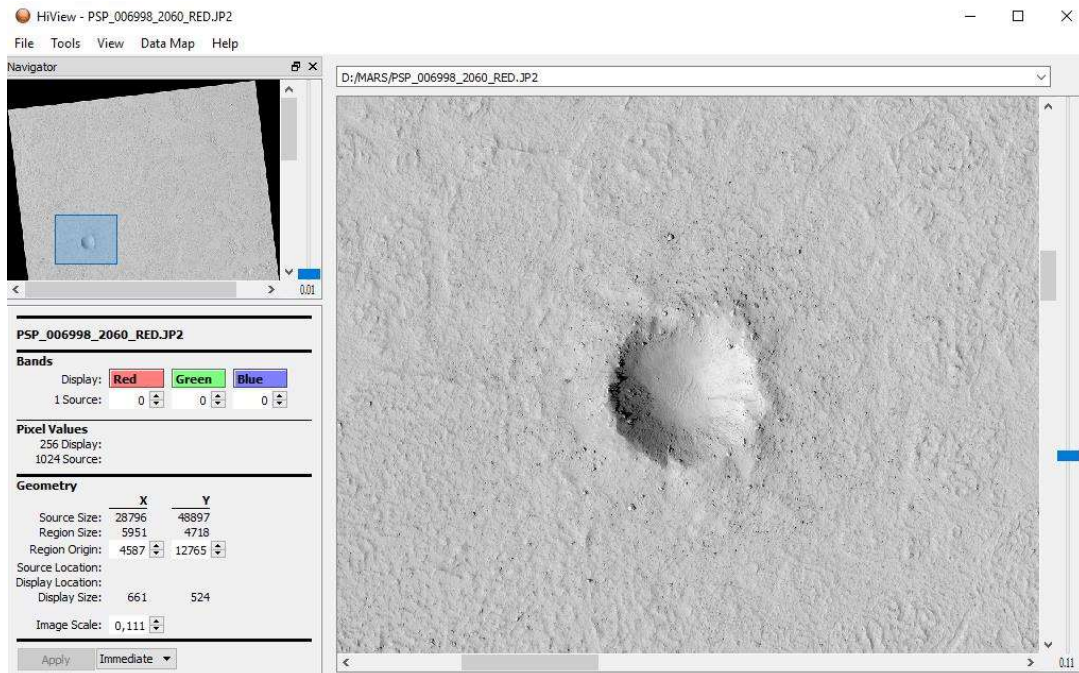 HiView - PSP_006998_2060_RED.JP2
File Tools View Data Map Help
Navigator
D:/MARS/PSP_006998_2060_RED.JP2
0.01
PSP_006998_2060_RED.JP2
Bands
Display: Red Green Blue
1 Source: 0 0 0
Pixel Values
256 Display:
1024 Source:
Geometry
X Y
Source Size: 28796 48897
Region Size: 5951 4718
Region Origin: 4587 12765
Source Location:
Display Location:
Display Size: 661 524
Image Scale: 0,111
Apply Immediate
0.11